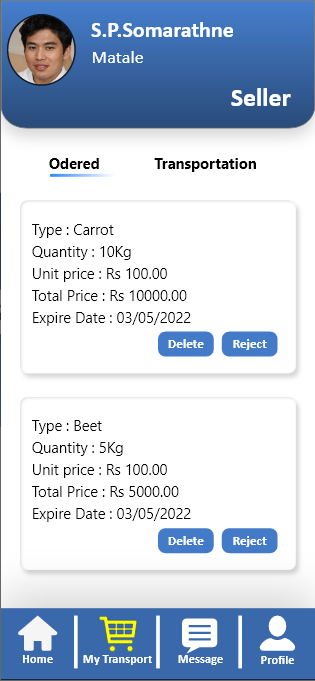 S.P.Somarathne
Matale
Seller
Odered Transportation
Type : Carrot
Quantity : 10Kg
Unit price : Rs 100.00
Total Price : Rs 10000.00
Expire Date : 03/05/2022
Delete Reject
Type : Beet
Quantity : 5Kg
Unit price : Rs 100.00
Total Price : Rs 5000.00
Expire Date : 03/05/2022
Delete Reject
Home My Transport Message Profile